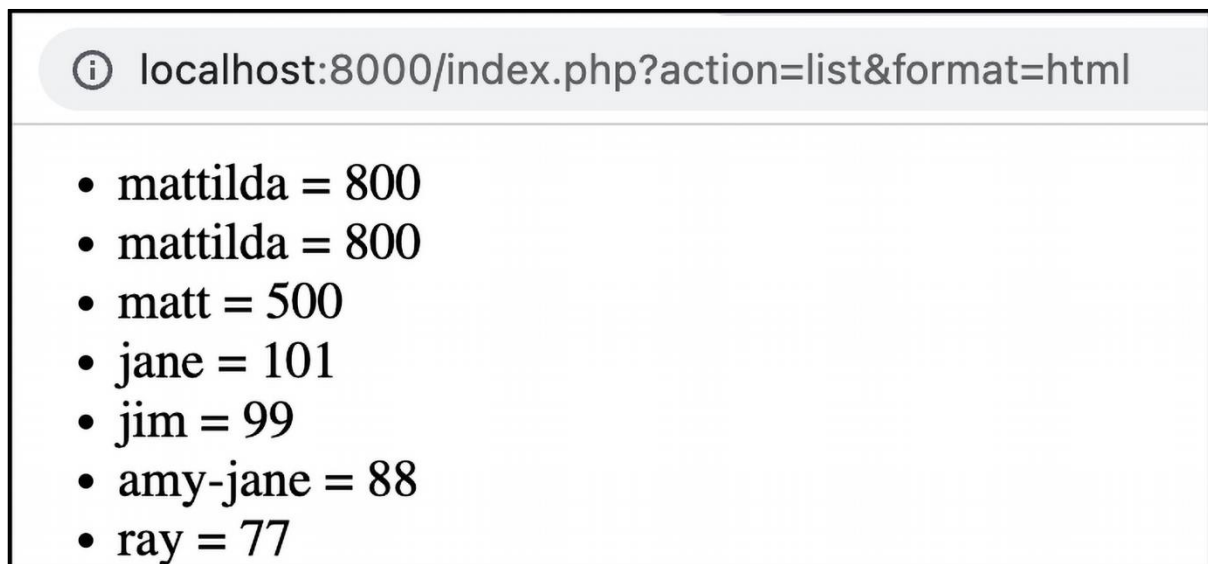 localhost:8000/index.php?action=list&format=html
• mattilda = 800
• mattilda = 800
• matt = 500
• jane = 101
• jim = 99
• amy-jane = 88
• ray = 77